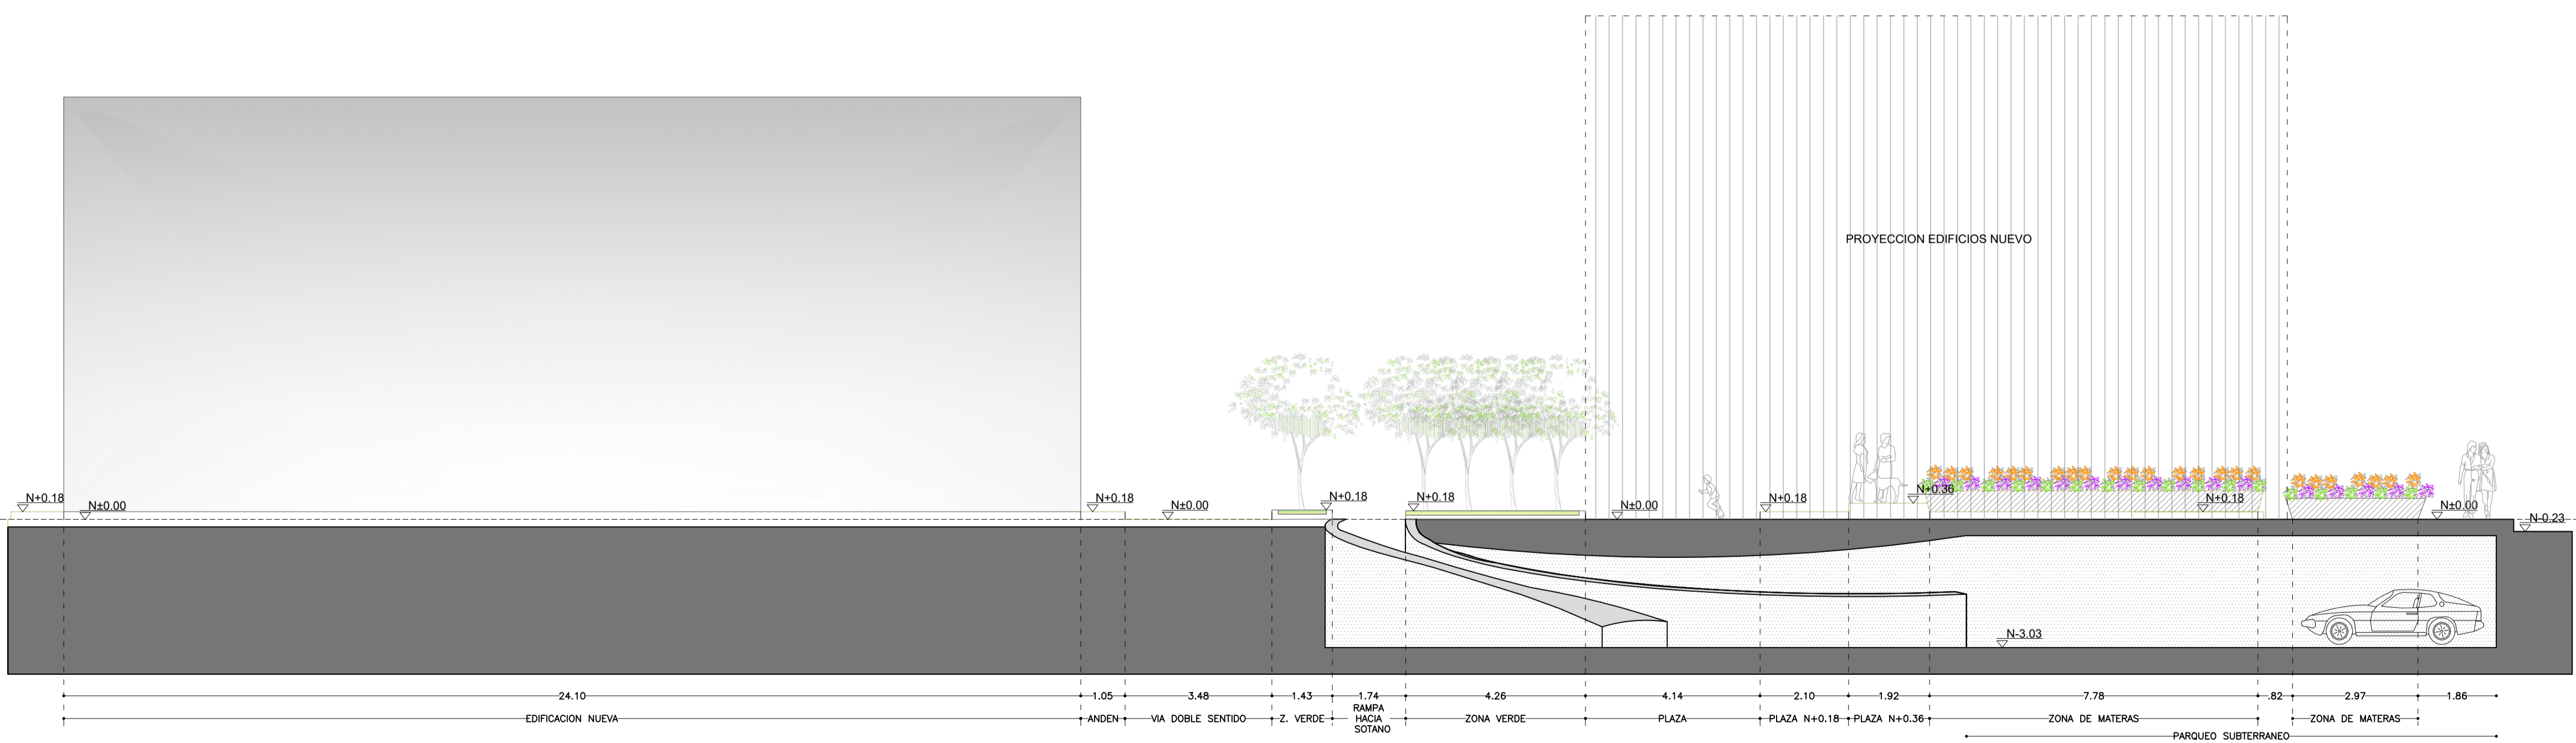 PROYECCION EDIFICIOS NUEVO
N+0.18
N±0.00
N+0.18
N±0.00
N+0.18
N+0.18
N±0.00
N+0.18
N+0.36
N+0.18
N±0.00
N-0.23
N-3.03
24.10
1.05
3.48
1.43
1.74
4.26
4.14
2.10
1.92
7.78
.82
2.97
1.86
EDIFICACION NUEVA
ANDEN
VIA DOBLE SENTIDO
Z. VERDE
RAMPA
HACIA
SOTANO
ZONA VERDE
PLAZA
PLAZA N+0.18
PLAZA N+0.36
ZONA DE MATERAS
ZONA DE MATERAS
PARQUEO SUBTERRANEO